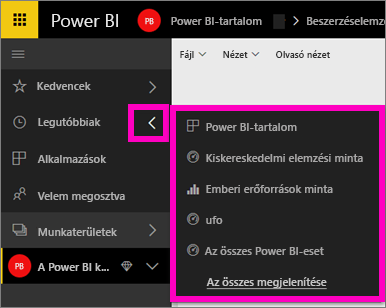 Power BI PB Power BI-tartalom > Beszerzéselemz
Fájl Nézet Olvasó nézet
Kedvencek
Legutóbbiak
Alkalmazások
Velem megosztva
Munkaterületek
PB A Power BI k...
Power BI-tartalom
Kiskereskedelmi elemzési minta
Emberi erőforrások minta
ufo
Az összes Power BI-eset
Az összes megjelenítése